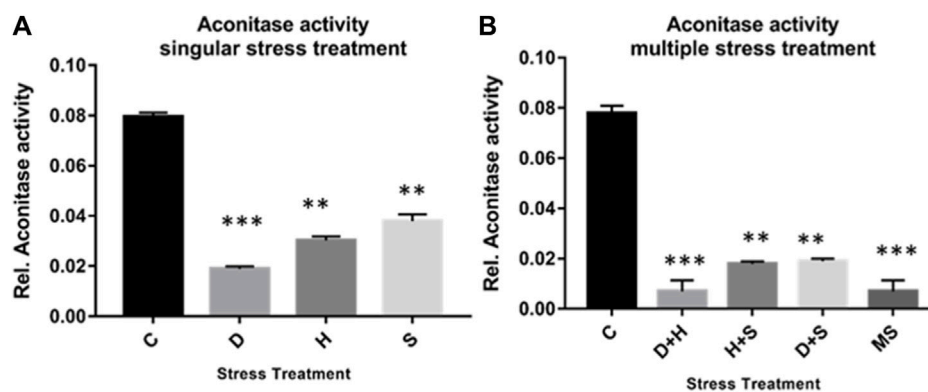 A
Aconitase activity
singular stress treatment
Rel. Aconitase activity
0.10
0.08
0.06
0.04
0.02
0.00
***
**
**
C
D
H
S
Stress Treatment
B
Aconitase activity
multiple stress treatment
Rel. Aconitase activity
0.10
0.08
0.06
0.04
0.02
0.00
***
**
**
***
C
D+H
H+S
D+S
MS
Stress Treatment